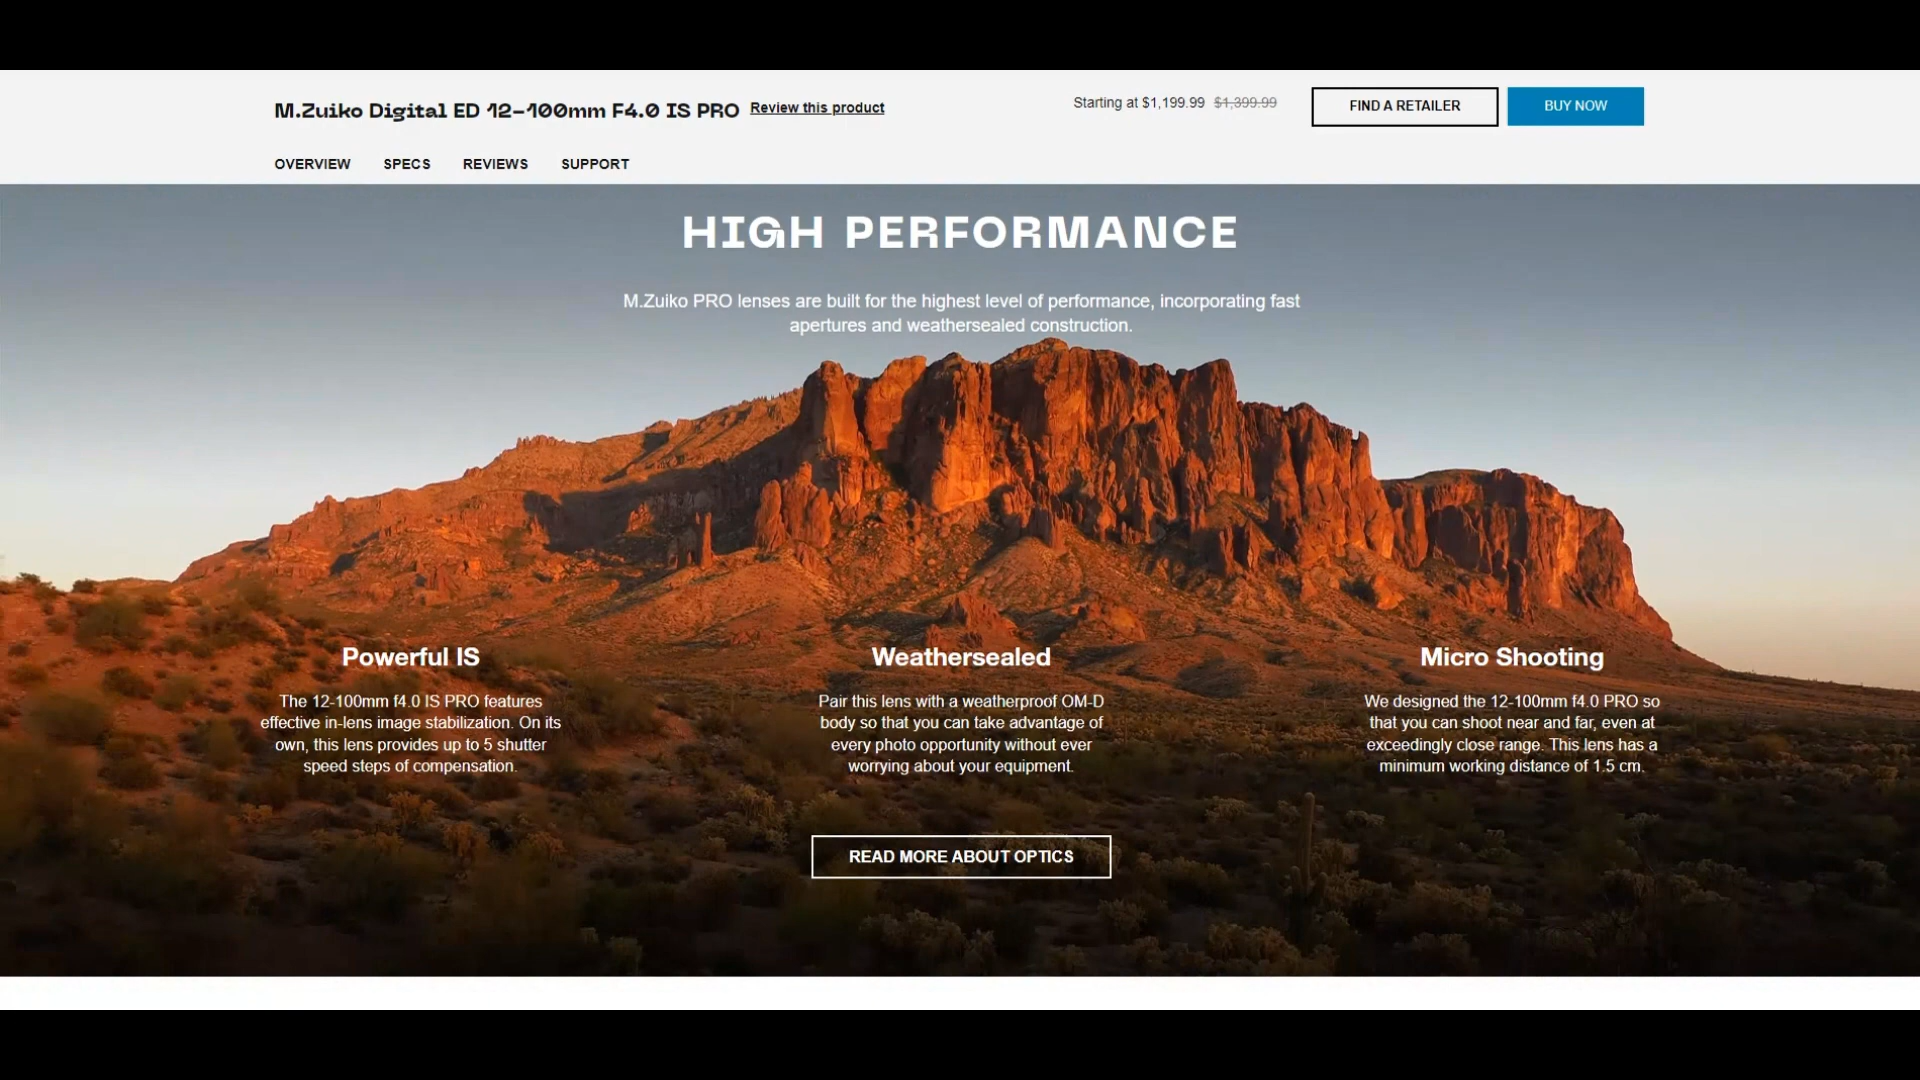 M.Zuiko Digital ED 12-100mm F4.0 IS PRO Review this product
Starting at $1,199.99 $1,399.99
FIND A RETAILER
BUY NOW
OVERVIEW SPECS REVIEWS SUPPORT
HIGH PERFORMANCE
M.Zuiko PRO lenses are built for the highest level of performance, incorporating fast
apertures and weathersealed construction.
Powerful IS
The 12-100mm f4.0 IS PRO features
effective in-lens image stabilization. On its
own, this lens provides up to 5 shutter
speed steps of compensation.
Weathersealed
Pair this lens with a weatherproof OM-D
body so that you can take advantage of
every photo opportunity without ever
worrying about your equipment.
Micro Shooting
We designed the 12-100mm f4.0 PRO so
that you can shoot near and far, even at
exceedingly close range. This lens has a
minimum working distance of 1.5 cm.
READ MORE ABOUT OPTICS